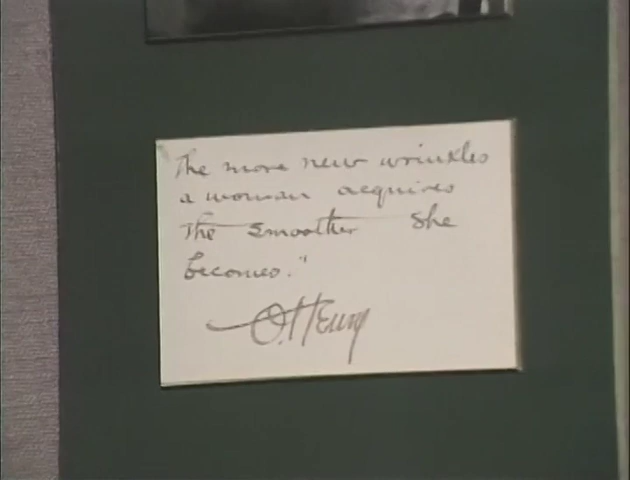 The more new wrinkles
a woman acquires
the smoother she
becomes."
O. Henry